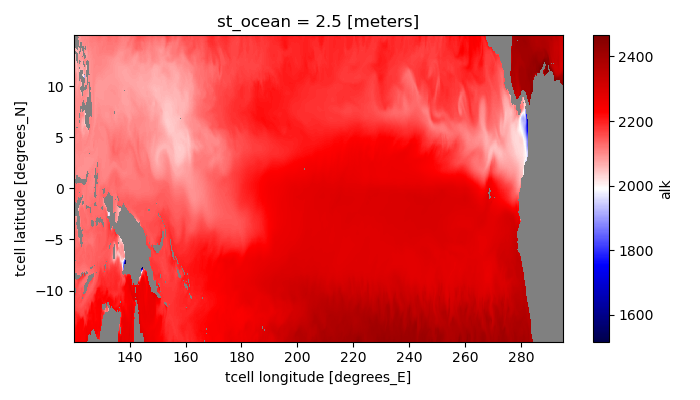 st_ocean = 2.5 [meters]
tcell latitude [degrees_N]
10
5
0
−5
−10
140 160 180 200 220 240 260 280
tcell longitude [degrees_E]
2400
2200
2000
1800
1600
alk